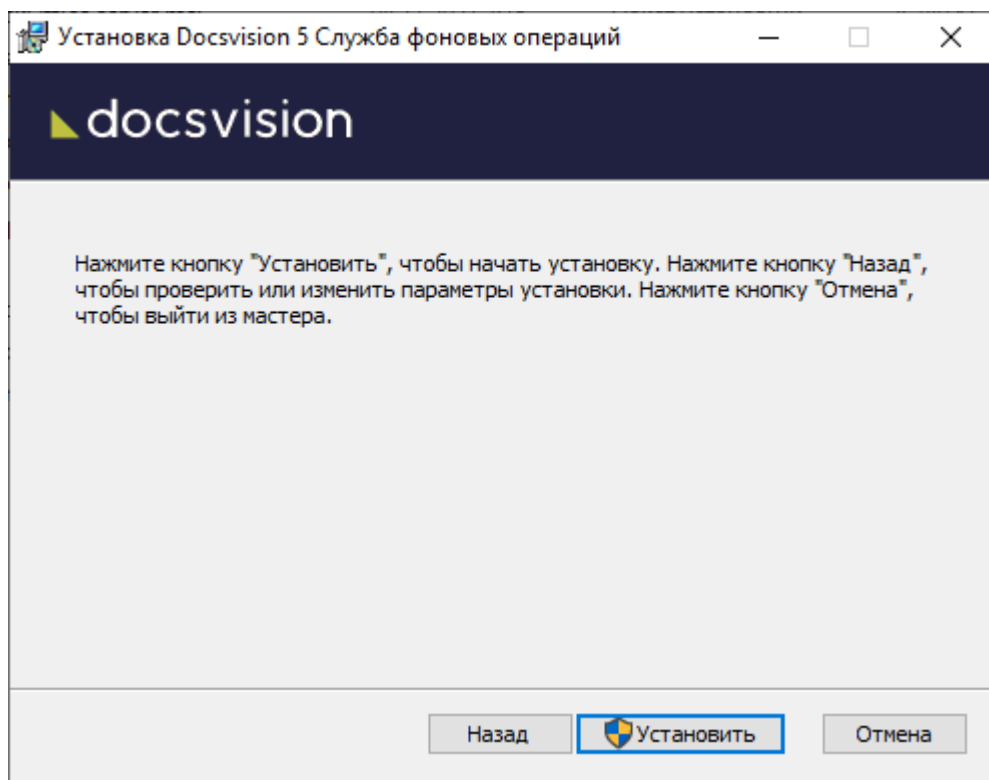 Установка Docsvision 5 Служба фоновых операций
docsvision
Нажмите кнопку "Установить", чтобы начать установку. Нажмите кнопку "Назад",
чтобы проверить или изменить параметры установки. Нажмите кнопку "Отмена",
чтобы выйти из мастера.
Назад
Установить
Отмена